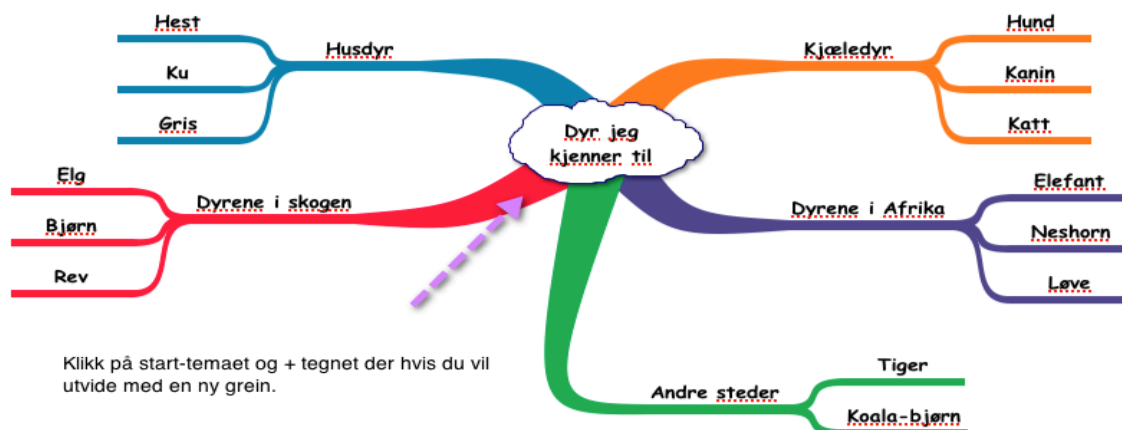 Hest
Husdyr
Ku
Gris
Hund
Kjæledyr
Kanin
Katt
Dyr jeg
kjenner til
Elg
Dyrene i skogen
Bjørn
Rev
Elefant
Dyrene i Afrika
Neshorn
Løve
Klikk på start-temaet og + tegnet der hvis du vil
utvide med en ny grein.
Tiger
Andre steder
Koala-bjørn